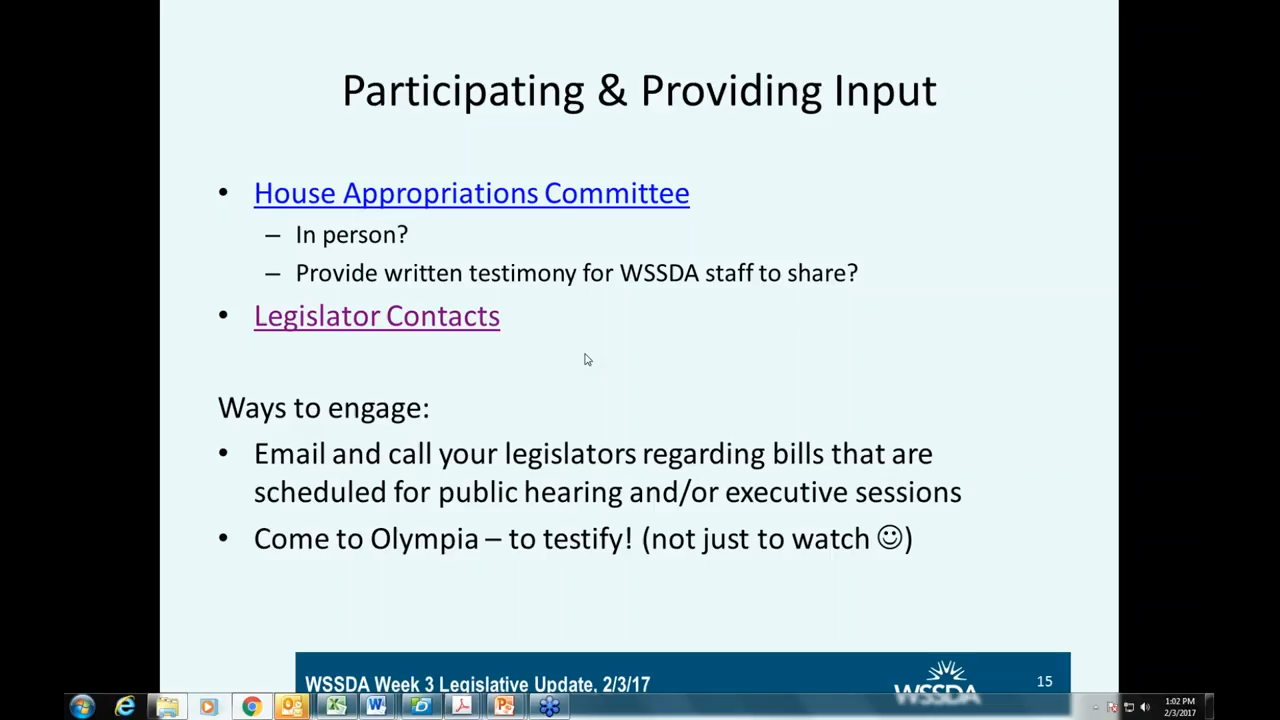 Participating & Providing Input
• House Appropriations Committee
– In person?
– Provide written testimony for WSSDA staff to share?
• Legislator Contacts
Ways to engage:
• Email and call your legislators regarding bills that are
scheduled for public hearing and/or executive sessions
• Come to Olympia – to testify! (not just to watch ☺)
WSSDA Week 3 Legislative Update, 2/3/17
WSSDA
15
1:02 PM
2/3/2017